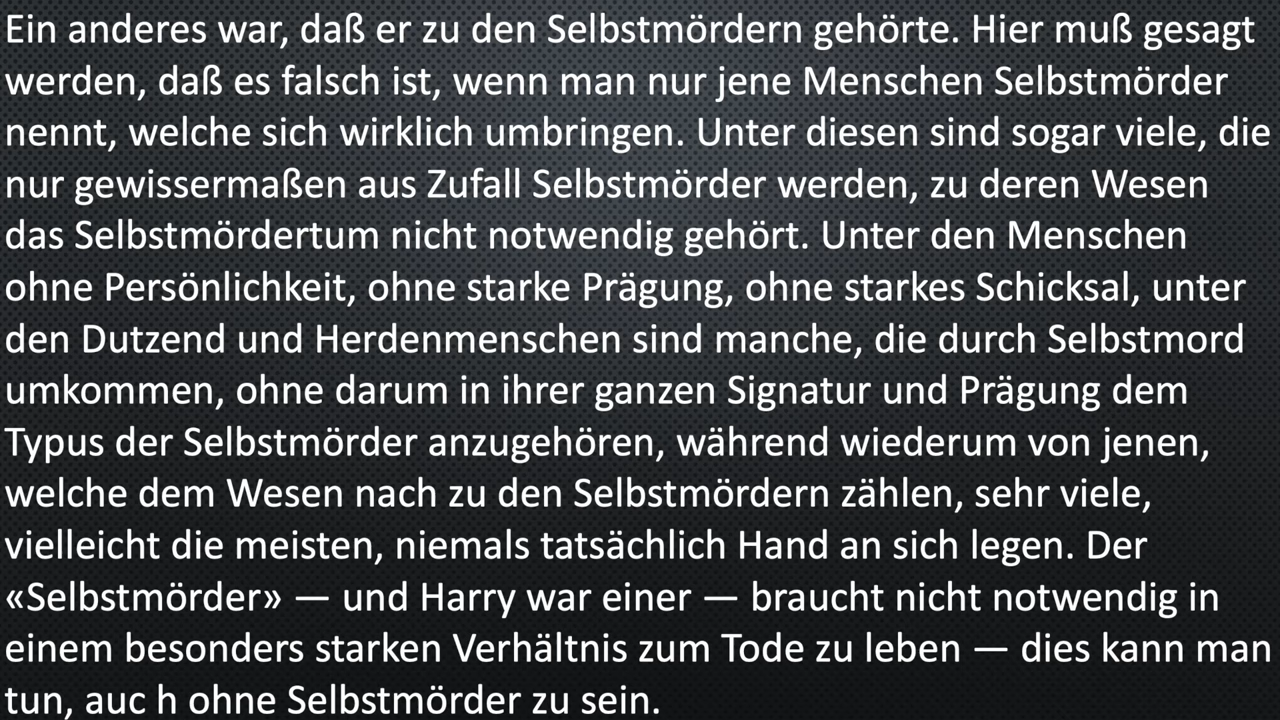 Ein anderes war, daß er zu den Selbstmördern gehörte. Hier muß gesagt
werden, daß es falsch ist, wenn man nur jene Menschen Selbstmörder
nennt, welche sich wirklich umbringen. Unter diesen sind sogar viele, die
nur gewissermaßen aus Zufall Selbstmörder werden, zu deren Wesen
das Selbstmördertum nicht notwendig gehört. Unter den Menschen
ohne Persönlichkeit, ohne starke Prägung, ohne starkes Schicksal, unter
den Dutzend und Herdenmenschen sind manche, die durch Selbstmord
umkommen, ohne darum in ihrer ganzen Signatur und Prägung dem
Typus der Selbstmörder anzugehören, während wiederum von jenen,
welche dem Wesen nach zu den Selbstmördern zählen, sehr viele,
vielleicht die meisten, niemals tatsächlich Hand an sich legen. Der
«Selbstmörder» — und Harry war einer — braucht nicht notwendig in
einem besonders starken Verhältnis zum Tode zu leben — dies kann man
tun, auc h ohne Selbstmörder zu sein.